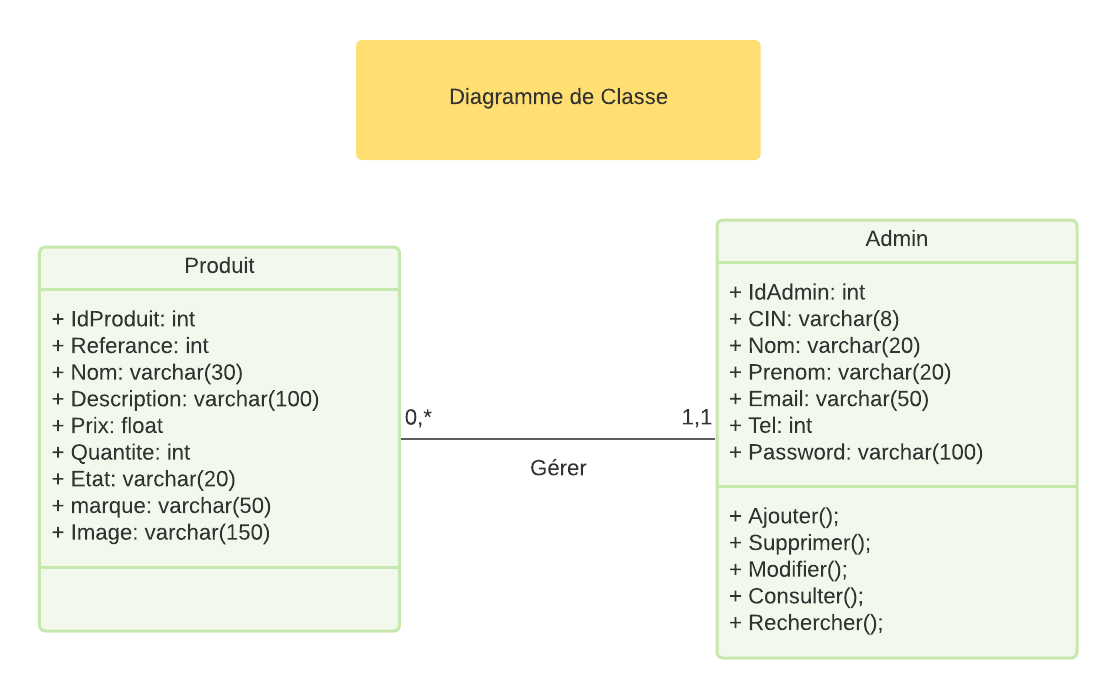 Diagramme de Classe
Produit
+ IdProduit: int
+ Referance: int
+ Nom: varchar(30)
+ Description: varchar(100)
+ Prix: float
+ Quantite: int
+ Etat: varchar(20)
+ marque: varchar(50)
+ Image: varchar(150)
0,*
1,1
Gérer
Admin
+ IdAdmin: int
+ CIN: varchar(8)
+ Nom: varchar(20)
+ Prenom: varchar(20)
+ Email: varchar(50)
+ Tel: int
+ Password: varchar(100)
+ Ajouter();
+ Supprimer();
+ Modifier();
+ Consulter();
+ Rechercher();